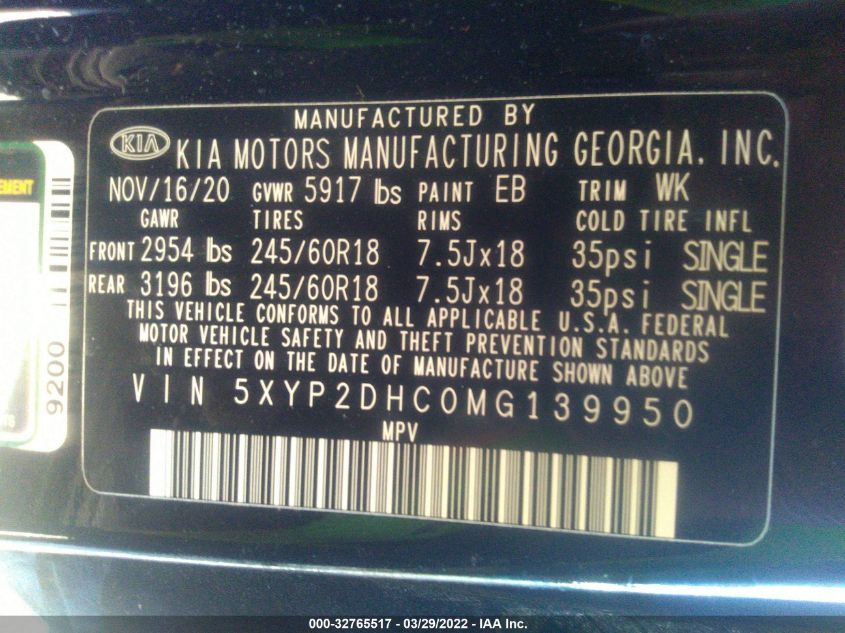 MANUFACTURED BY
KIA KIA MOTORS MANUFACTURING GEORGIA, INC.
NOV/16/20 GVWR 5917 lbs PAINT EB TRIM WK
GAWR TIRES RIMS COLD TIRE INFL
FRONT 2954 lbs 245/60R18 7.5Jx18 35psi SINGLE
REAR 3196 lbs 245/60R18 7.5Jx18 35psi SINGLE
THIS VEHICLE CONFORMS TO ALL APPLICABLE U.S.A. FEDERAL
MOTOR VEHICLE SAFETY AND THEFT PREVENTION STANDARDS
IN EFFECT ON THE DATE OF MANUFACTURE SHOWN ABOVE
VIN 5XYP2DHC0MG139950
MPV
9200
000-32765517 / 03/29/2022 - IAA Inc.